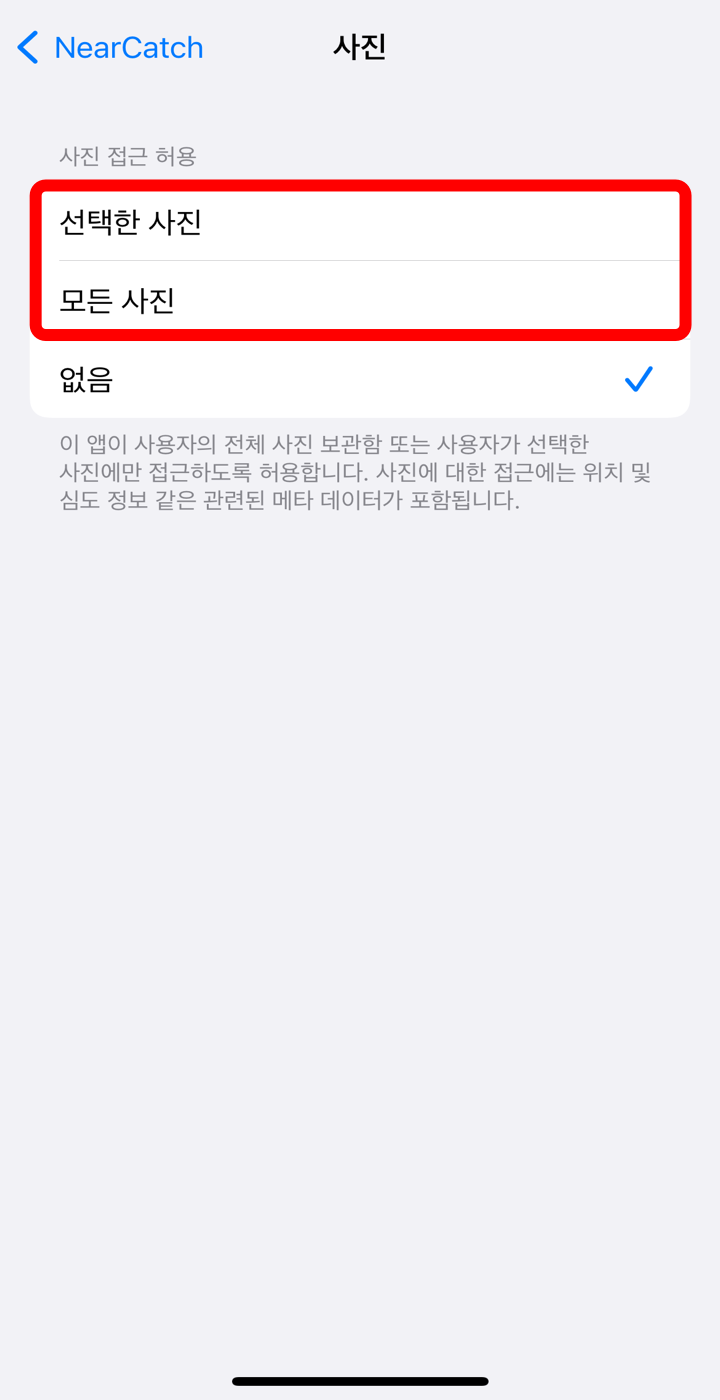 NearCatch
사진
사진 접근 허용
선택한 사진
모든 사진
없음
이 앱이 사용자의 전체 사진 보관함 또는 사용자가 선택한
사진에만 접근하도록 허용합니다. 사진에 대한 접근에는 위치 및
심도 정보 같은 관련된 메타 데이터가 포함됩니다.